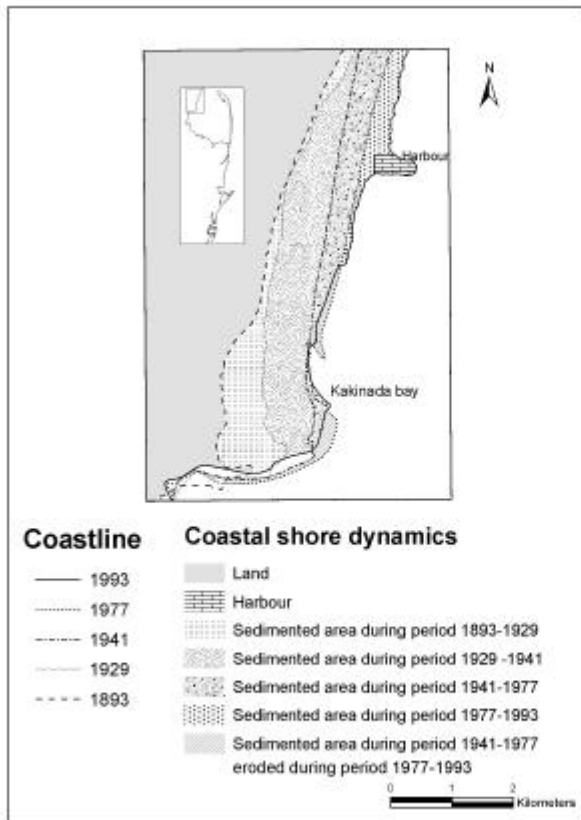 N
Harbour
Kakinada bay
Coastline
1993
1977
1941
1929
1893
Coastal shore dynamics
Land
Harbour
Sedimented area during period 1893-1929
Sedimented area during period 1929 -1941
Sedimented area during period 1941-1977
Sedimented area during period 1977-1993
Sedimented area during period 1941-1977
eroded during period 1977-1993
0 1 2
Kilometers